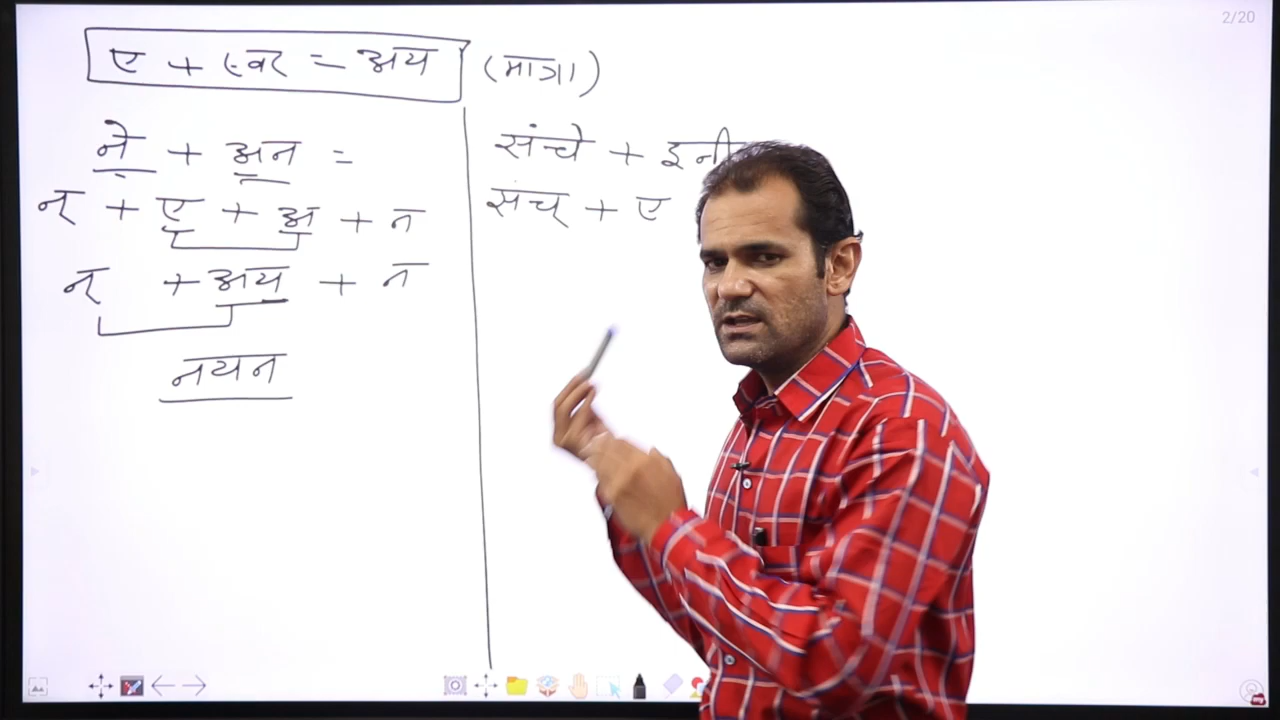 2/20
ए + स्वर = अय (मात्रा)
ने + अन =
न् + ए + अ + न
न् + अय + न
नयन
संचे + इनी
संच् + ए